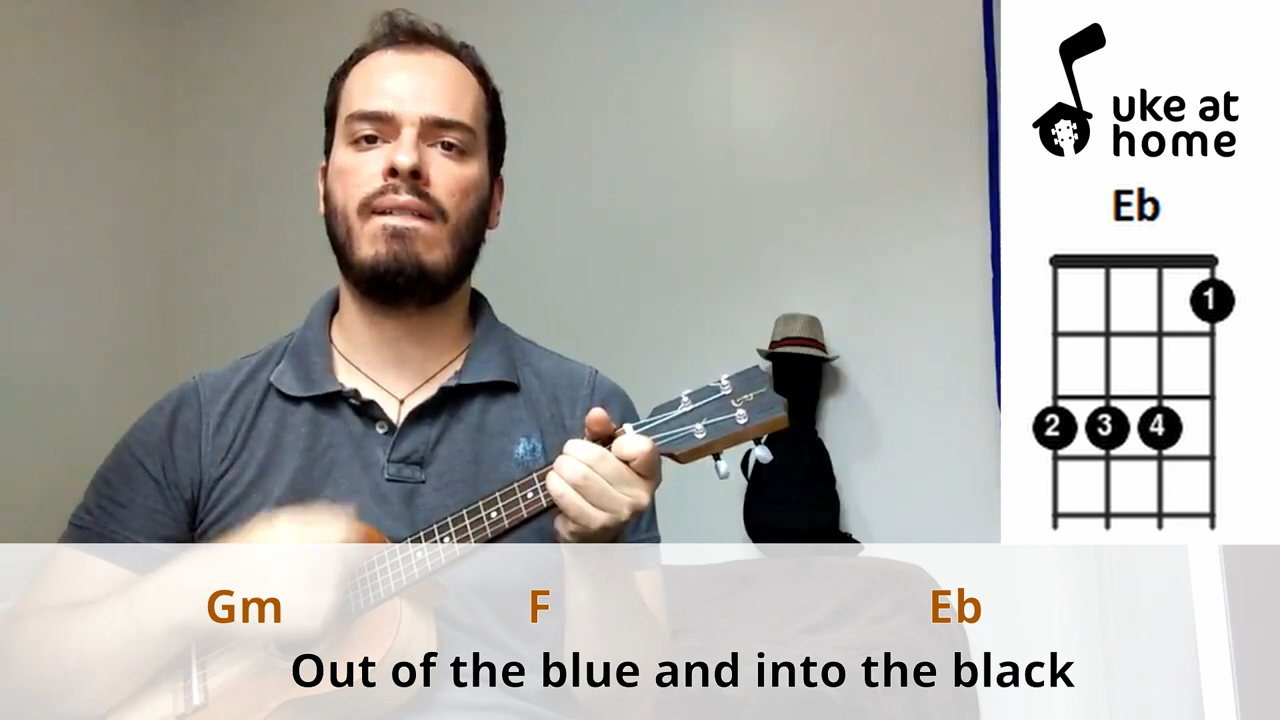 uke at
home
Eb
1
2 3 4
Gm F Eb
Out of the blue and into the black